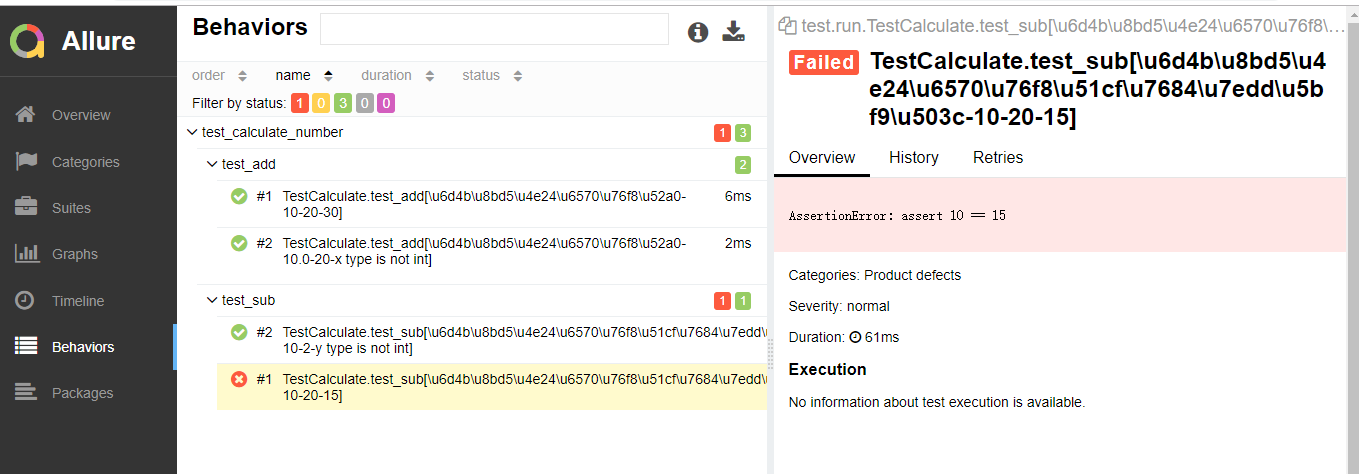 Allure
Overview
Categories
Suites
Graphs
Timeline
Behaviors
Packages
Behaviors
order name duration status
Filter by status: 1 0 3 0 0
test_calculate_number 1 3
test_add 2
#1 TestCalculate.test_add[\u6d4b\u8bd5\u4e24\u6570\u76f8\u52a0- 6ms
10-20-30]
#2 TestCalculate.test_add[\u6d4b\u8bd5\u4e24\u6570\u76f8\u52a0- 2ms
10.0-20-x type is not int]
test_sub 1 1
#2 TestCalculate.test_sub[\u6d4b\u8bd5\u4e24\u6570\u76f8\u51cf\u7684\u7edd\u
10-2-y type is not int]
#1 TestCalculate.test_sub[\u6d4b\u8bd5\u4e24\u6570\u76f8\u51cf\u7684\u7edd\u
10-20-15]
test.run.TestCalculate.test_sub[\u6d4b\u8bd5\u4e24\u6570\u76f8\...
Failed TestCalculate.test_sub[\u6d4b\u8bd5\u4
e24\u6570\u76f8\u51cf\u7684\u7edd\u5b
f9\u503c-10-20-15]
Overview History Retries
AssertionError: assert 10 == 15
Categories: Product defects
Severity: normal
Duration: 61ms
Execution
No information about test execution is available.